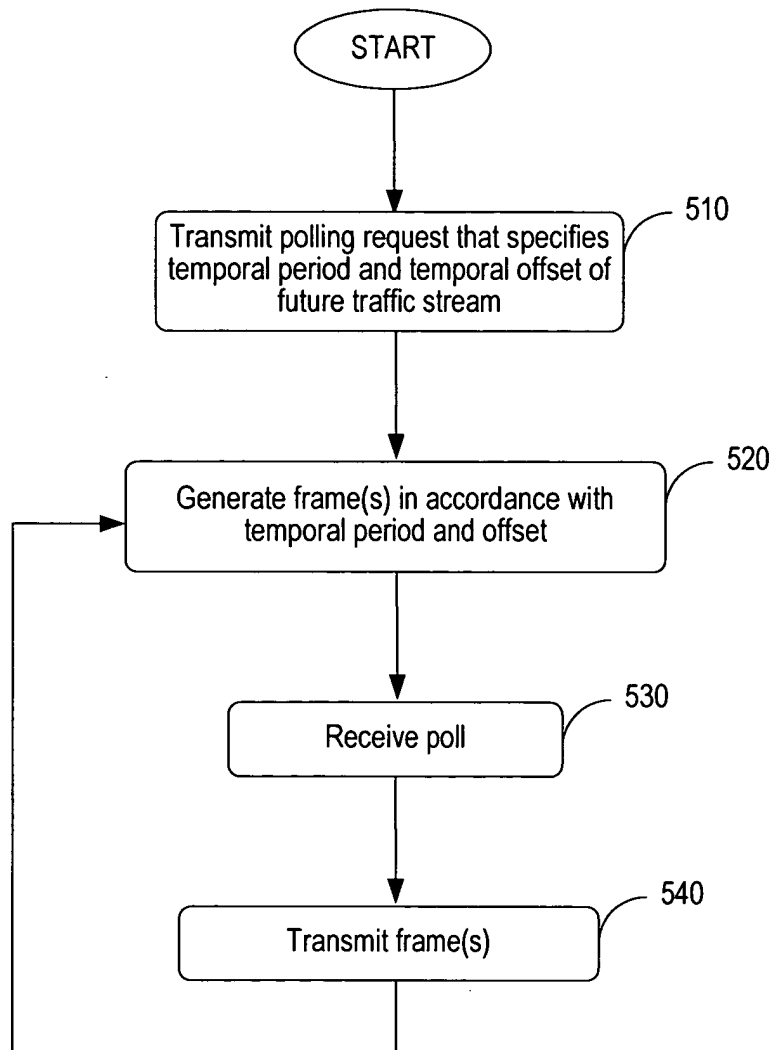 START
510
Transmit polling request that specifies
temporal period and temporal offset of
future traffic stream
520
Generate frame(s) in accordance with
temporal period and offset
530
Receive poll
540
Transmit frame(s)